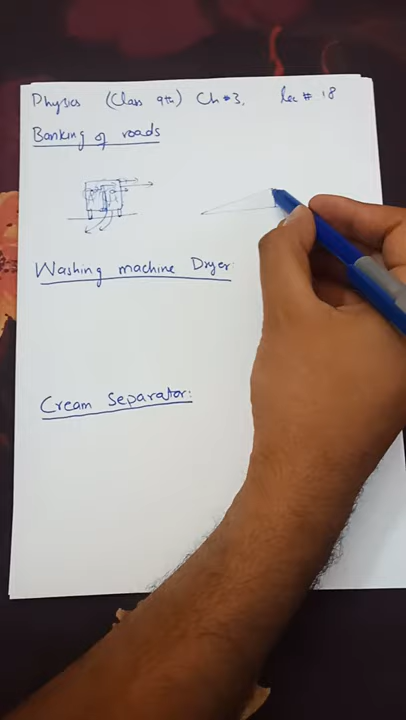 Physics (Class 9th) Ch # 3, Lec # 18
Banking of roads
Washing machine Dryer
Cream Separator: